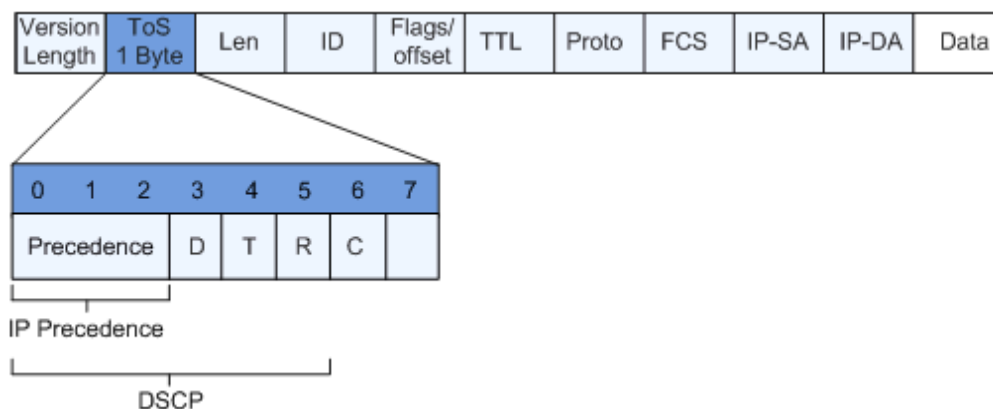 Version Length
ToS 1 Byte
Len
ID
Flags/ offset
TTL
Proto
FCS
IP-SA
IP-DA
Data
0 1 2 3 4 5 6 7
Precedence D T R C
IP Precedence
DSCP